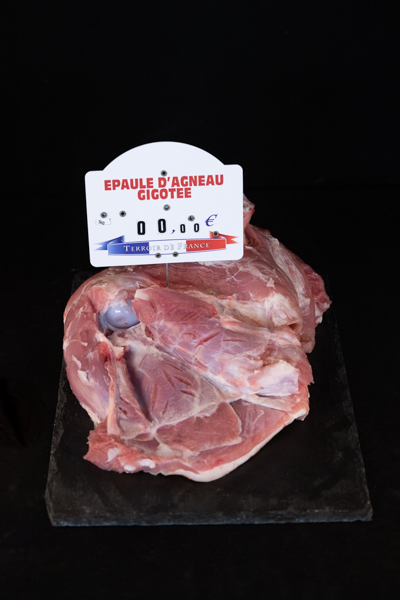 EPAULE D'AGNEAU
GIGOTEE
00,00 €
TERROIR DE FRANCE